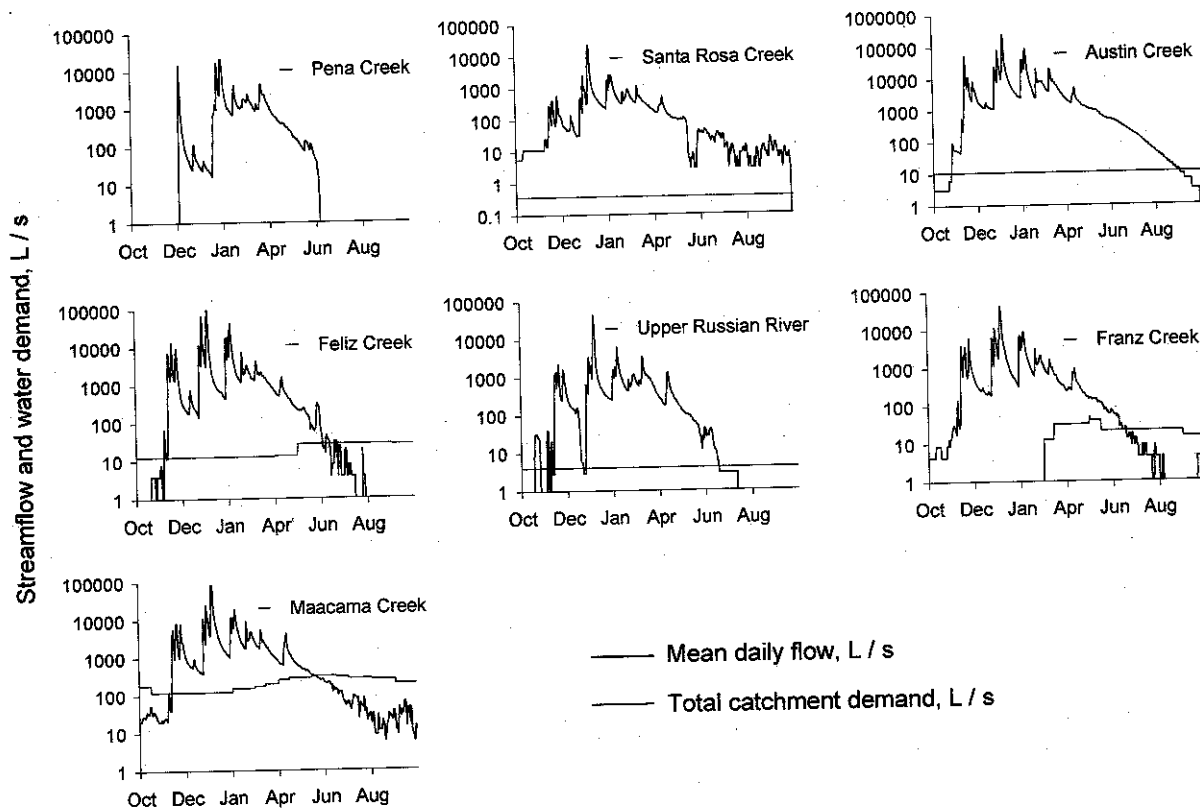 Streamflow and water demand, L / s
100000
10000
1000
100
10
1
Pena Creek
Oct Dec Jan Apr Jun Aug
100000
10000
1000
100
10
1
0.1
Santa Rosa Creek
Oct Dec Jan Apr Jun Aug
1000000
100000
10000
1000
100
10
1
Austin Creek
Oct Dec Jan Apr Jun Aug
100000
10000
1000
100
10
1
Feliz Creek
Oct Dec Jan Apr Jun Aug
100000
10000
1000
100
10
1
Upper Russian River
Oct Dec Jan Apr Jun Aug
100000
10000
1000
100
10
1
Franz Creek
Oct Dec Jan Apr Jun Aug
100000
10000
1000
100
10
1
Maacama Creek
Oct Dec Jan Apr Jun Aug
Mean daily flow, L / s
Total catchment demand, L / s